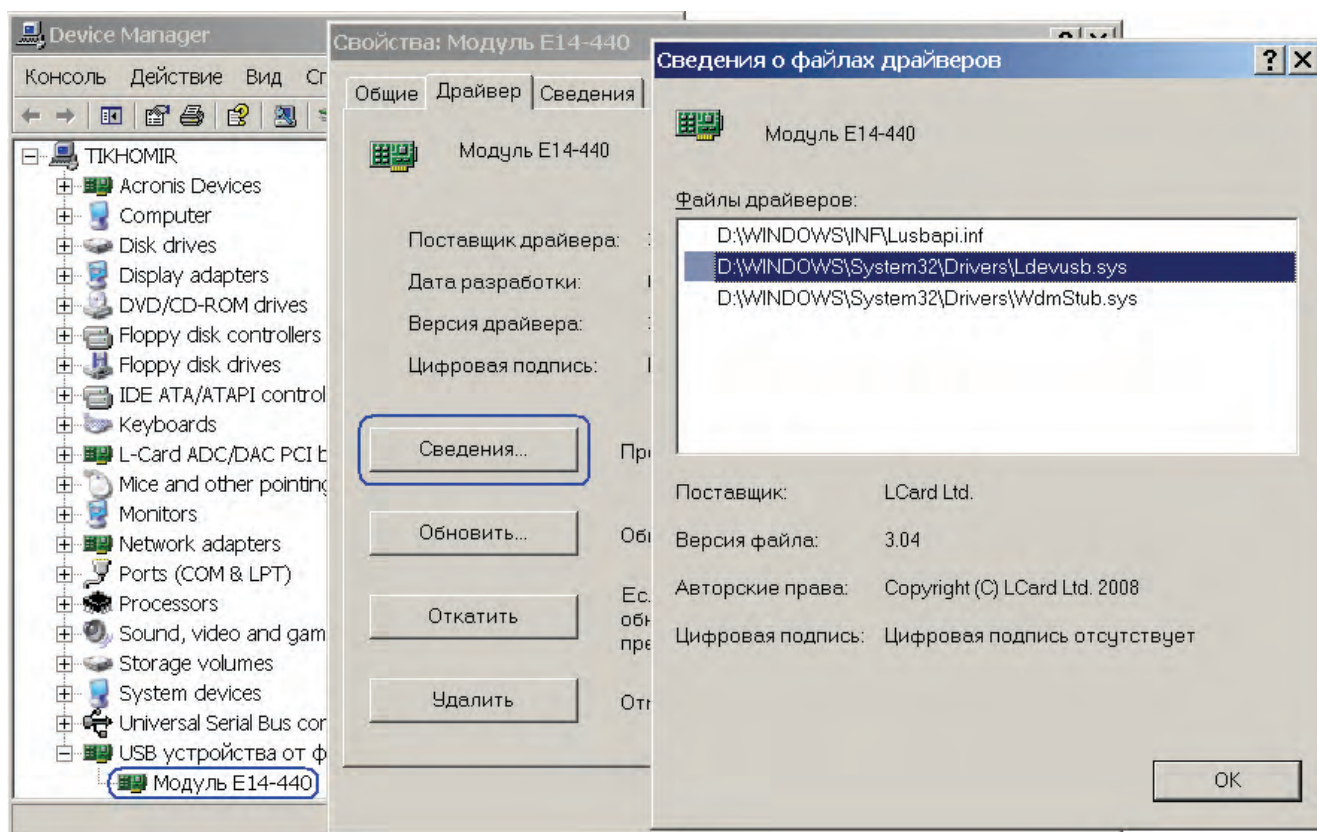 Device Manager
Консоль Действие Вид
TIKHOMIR
Acronis Devices
Computer
Disk drives
Display adapters
DVD/CD-ROM drives
Floppy disk controllers
Floppy disk drives
IDE ATA/ATAPI
Keyboards
L-Card ADC/DAC PCI
Mice and other
Monitors
Network adapters
Ports (COM & LPT)
Processors
Sound, video and
Storage volumes
System devices
Universal Serial Bus
USB устройства от
Модуль E14-440
Свойства: Модуль E14-440
Общие Драйвер Сведения
Модуль E14-440
Поставщик драйвера:
Дата разработки:
Версия драйвера:
Цифровая подпись:
Сведения...
Обновить...
Откатить
Удалить
Сведения о файлах драйверов
Модуль E14-440
Файлы драйверов:
D:\WINDOWS\INF\Lusbapi.inf
D:\WINDOWS\System32\Drivers\Ldevusb.sys
D:\WINDOWS\System32\Drivers\WdmStub.sys
Поставщик: LCard Ltd.
Версия файла: 3.04
Авторские права: Copyright (C) LCard Ltd. 2008
Цифровая подпись: Цифровая подпись отсутствует
OK